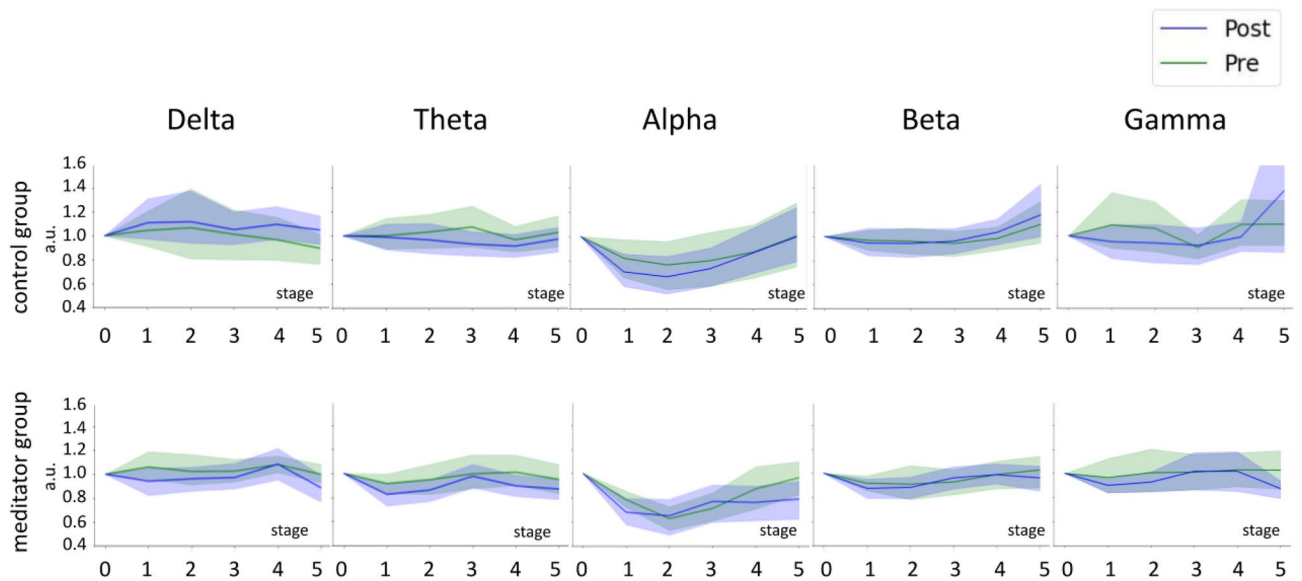 Post
Pre
Delta Theta Alpha Beta Gamma
control group
a.u.
1.6
1.4
1.2
1.0
0.8
0.6
0.4
stage stage stage stage stage
0 1 2 3 4 5 0 1 2 3 4 5 0 1 2 3 4 5 0 1 2 3 4 5 0 1 2 3 4 5
meditator group
a.u.
1.6
1.4
1.2
1.0
0.8
0.6
0.4
stage stage stage stage stage
0 1 2 3 4 5 0 1 2 3 4 5 0 1 2 3 4 5 0 1 2 3 4 5 0 1 2 3 4 5